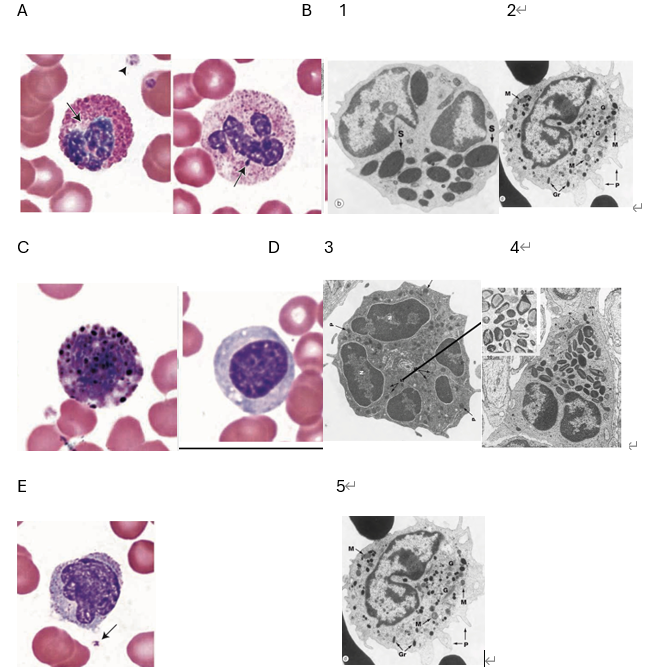 A B 1 2↵
M G G M M Gr P
S S
b
C D 3 4↵
E 5↵
M G G M M Gr P
c